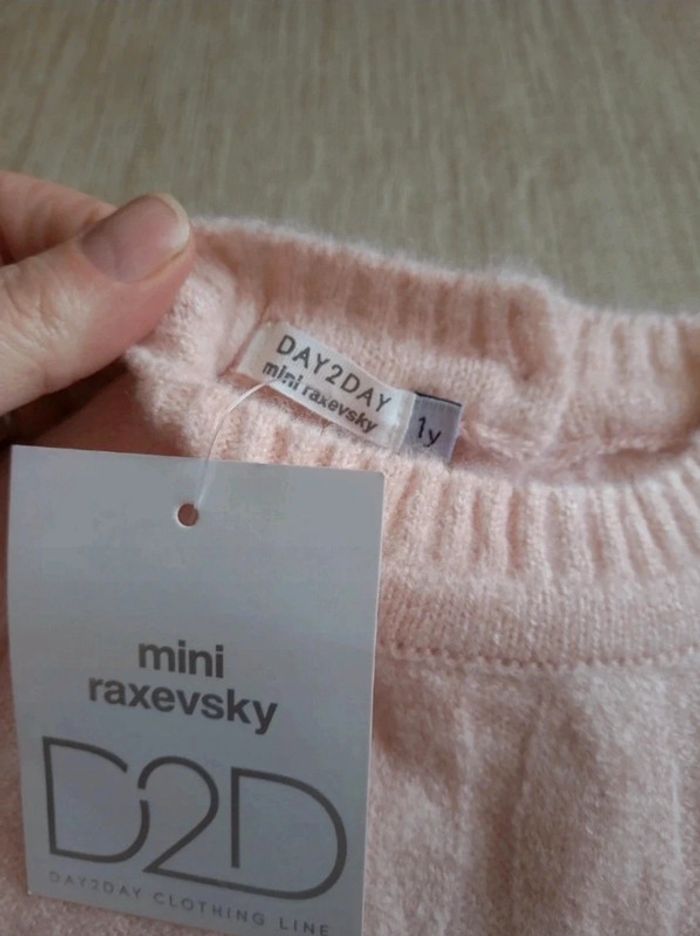 DAY2DAY
mini raxevsky
1y
mini
raxevsky
D2D
DAY2DAY CLOTHING LINE